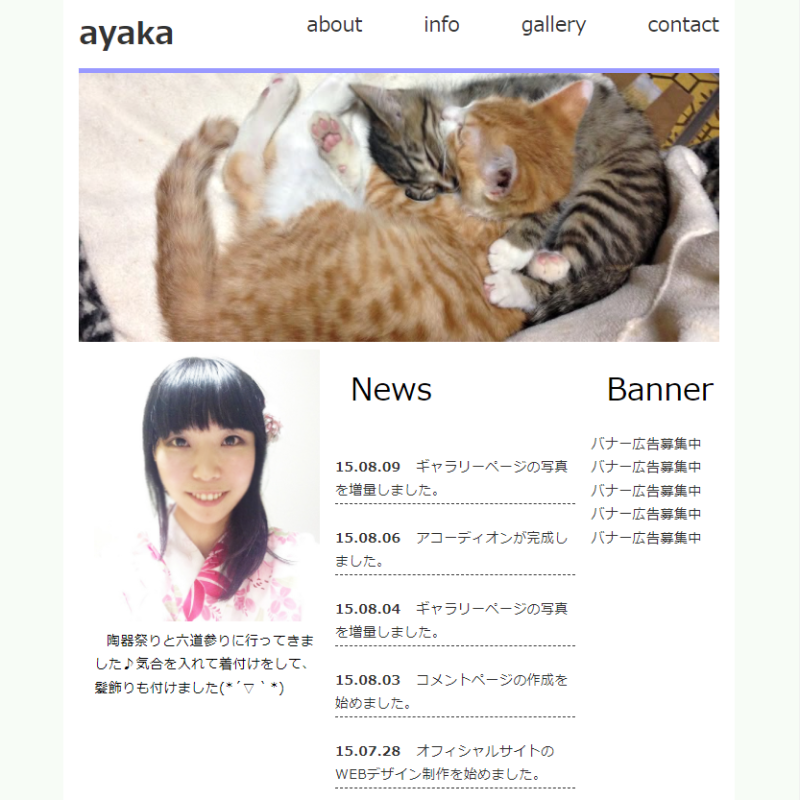 ayaka
about
info
gallery
contact
陶器祭りと六道参りに行ってきま
した♪気合を入れて着付けをして、
髪飾りも付けました(*´▽｀*)
News
15.08.09 ギャラリーページの写真
を増量しました。
15.08.06 アコーディオンが完成し
ました。
15.08.04 ギャラリーページの写真
を増量しました。
15.08.03 コメントページの作成を
始めました。
15.07.28 オフィシャルサイトの
WEBデザイン制作を始めました。
Banner
バナー広告募集中
バナー広告募集中
バナー広告募集中
バナー広告募集中
バナー広告募集中